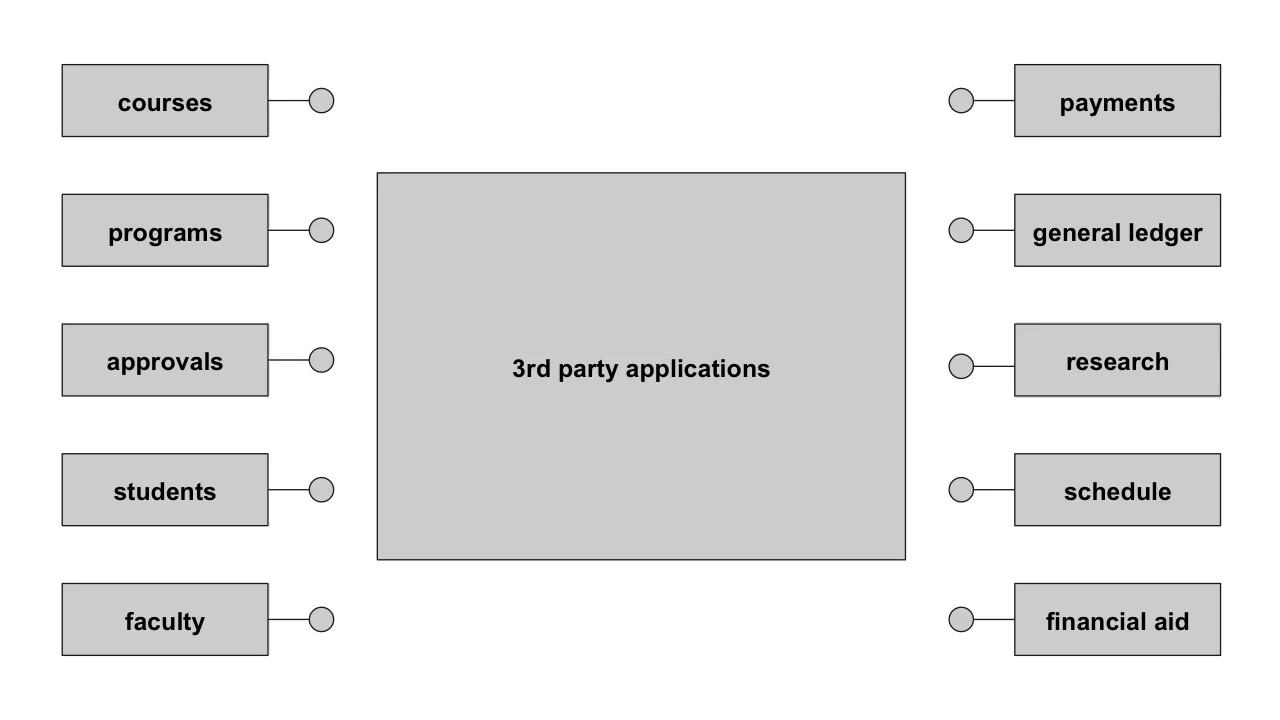 courses
programs
approvals
students
faculty
3rd party applications
payments
general ledger
research
schedule
financial aid